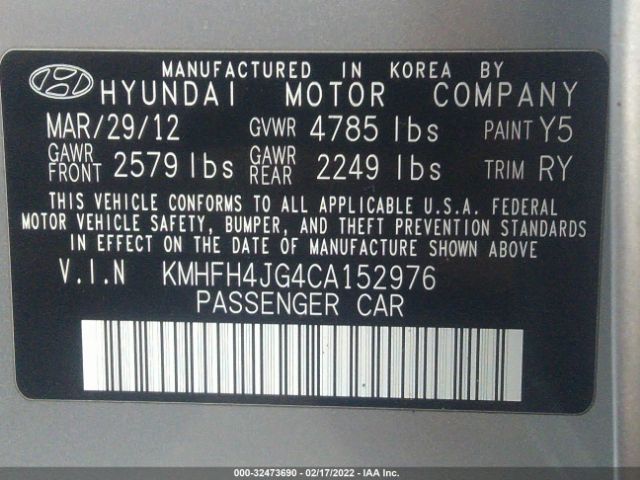 MANUFACTURED IN KOREA BY
HYUNDAI MOTOR COMPANY
MAR/29/12 GVWR 4785 lbs PAINT Y5
GAWR FRONT 2579 lbs GAWR REAR 2249 lbs TRIM RY
THIS VEHICLE CONFORMS TO ALL APPLICABLE U.S.A. FEDERAL
MOTOR VEHICLE SAFETY, BUMPER, AND THEFT PREVENTION STANDARDS
IN EFFECT ON THE DATE OF MANUFACTURE SHOWN ABOVE
V.I.N KMHFH4JG4CA152976
PASSENGER CAR
000-32473690 - 02/17/2022 - IAA Inc.